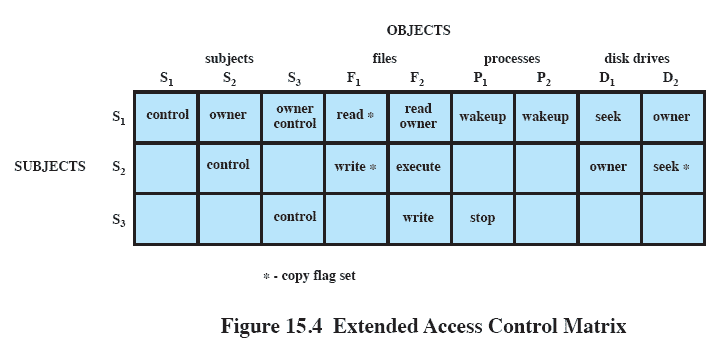 OBJECTS
subjects files processes disk drives
S₁ S₂ S₃ F₁ F₂ P₁ P₂ D₁ D₂
S₁ control owner owner control read * read owner wakeup wakeup seek owner
SUBJECTS S₂ control write * execute owner seek *
S₃ control write stop
* - copy flag set
Figure 15.4 Extended Access Control Matrix